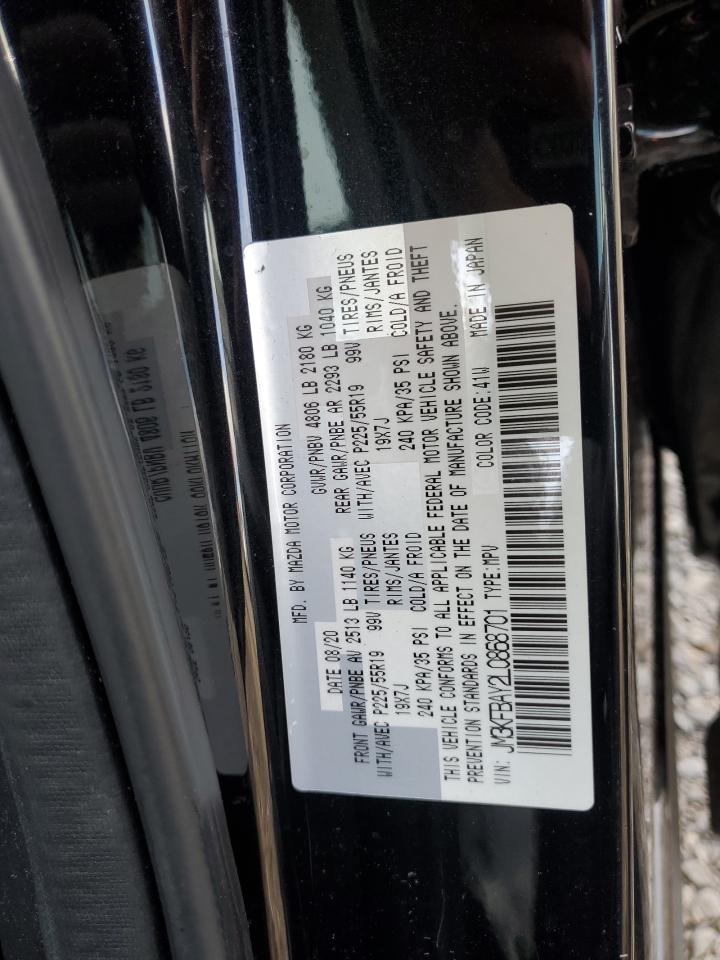 MFD. BY MAZDA MOTOR CORPORATION
DATE 08/20 GVWR/PNBV 4806 LB 2180 KG
FRONT GAWR/PNBE AV 2513 LB 1140 KG REAR GAWR/PNBE AR 2293 LB 1040 KG
WITH/AVEC P225/55R19 99V TIRES/PNEUS WITH/AVEC P225/55R19 99V TIRES/PNEUS
19X7J RIMS/JANTES 19X7J RIMS/JANTES
240 KPA/35 PSI COLD/A FROID 240 KPA/35 PSI COLD/A FROID
THIS VEHICLE CONFORMS TO ALL APPLICABLE FEDERAL MOTOR VEHICLE SAFETY AND THEFT
PREVENTION STANDARDS IN EFFECT ON THE DATE OF MANUFACTURE SHOWN ABOVE.
VIN: JM3KFBAY2L0868701 TYPE:MPV COLOR CODE:41W MADE IN JAPAN